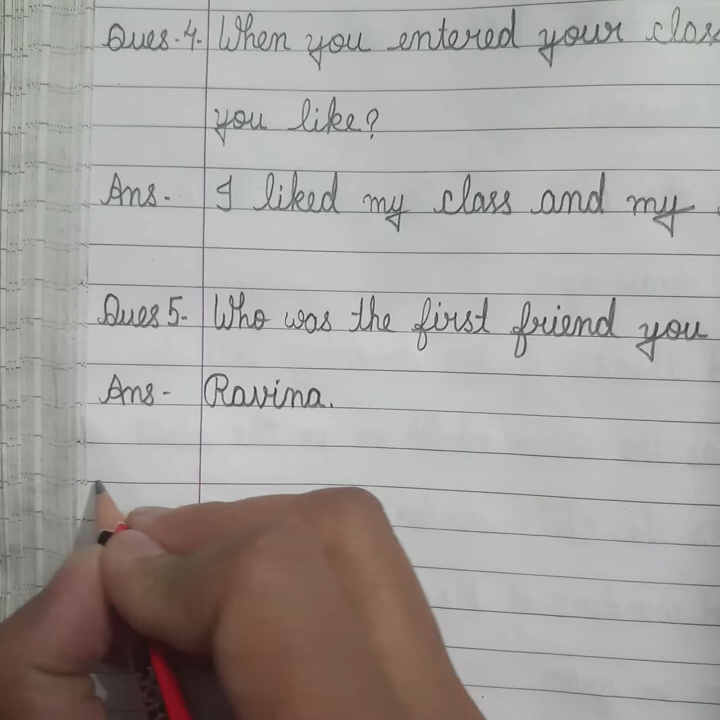 Ques.4. When you entered your clas
you like?
Ans. I liked my class and my
Ques 5. Who was the first friend you
Ans - Ravina.